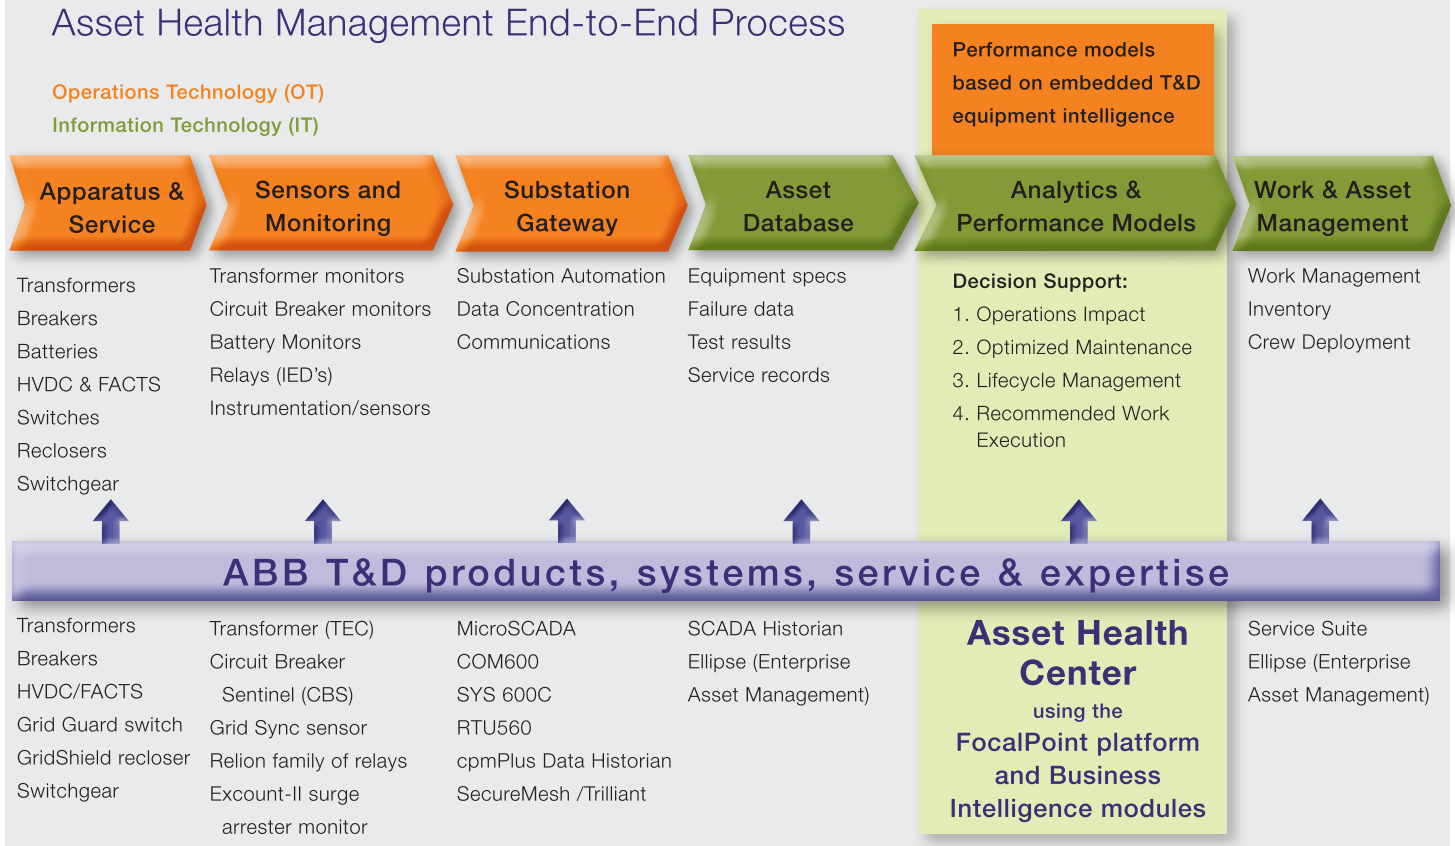 Asset Health Management End-to-End Process
Operations Technology (OT)
Information Technology (IT)
Performance models
based on embedded T&D
equipment intelligence
Apparatus &
Service
Sensors and
Monitoring
Substation
Gateway
Asset
Database
Analytics &
Performance Models
Work & Asset
Management
Transformers
Breakers
Batteries
HVDC & FACTS
Switches
Reclosers
Switchgear
Transformer monitors
Circuit Breaker monitors
Battery Monitors
Relays (IED’s)
Instrumentation/sensors
Substation Automation
Data Concentration
Communications
Equipment specs
Failure data
Test results
Service records
Decision Support:
1. Operations Impact
2. Optimized Maintenance
3. Lifecycle Management
4. Recommended Work
Execution
Work Management
Inventory
Crew Deployment
ABB T&D products, systems, service & expertise
Transformers
Breakers
HVDC/FACTS
Grid Guard switch
GridShield recloser
Switchgear
Transformer (TEC)
Circuit Breaker
Sentinel (CBS)
Grid Sync sensor
Relion family of relays
Excount-II surge
arrester monitor
MicroSCADA
COM600
SYS 600C
RTU560
cpmPlus Data Historian
SecureMesh /Trilliant
SCADA Historian
Ellipse (Enterprise
Asset Management)
Asset Health
Center
using the
FocalPoint platform
and Business
Intelligence modules
Service Suite
Ellipse (Enterprise
Asset Management)